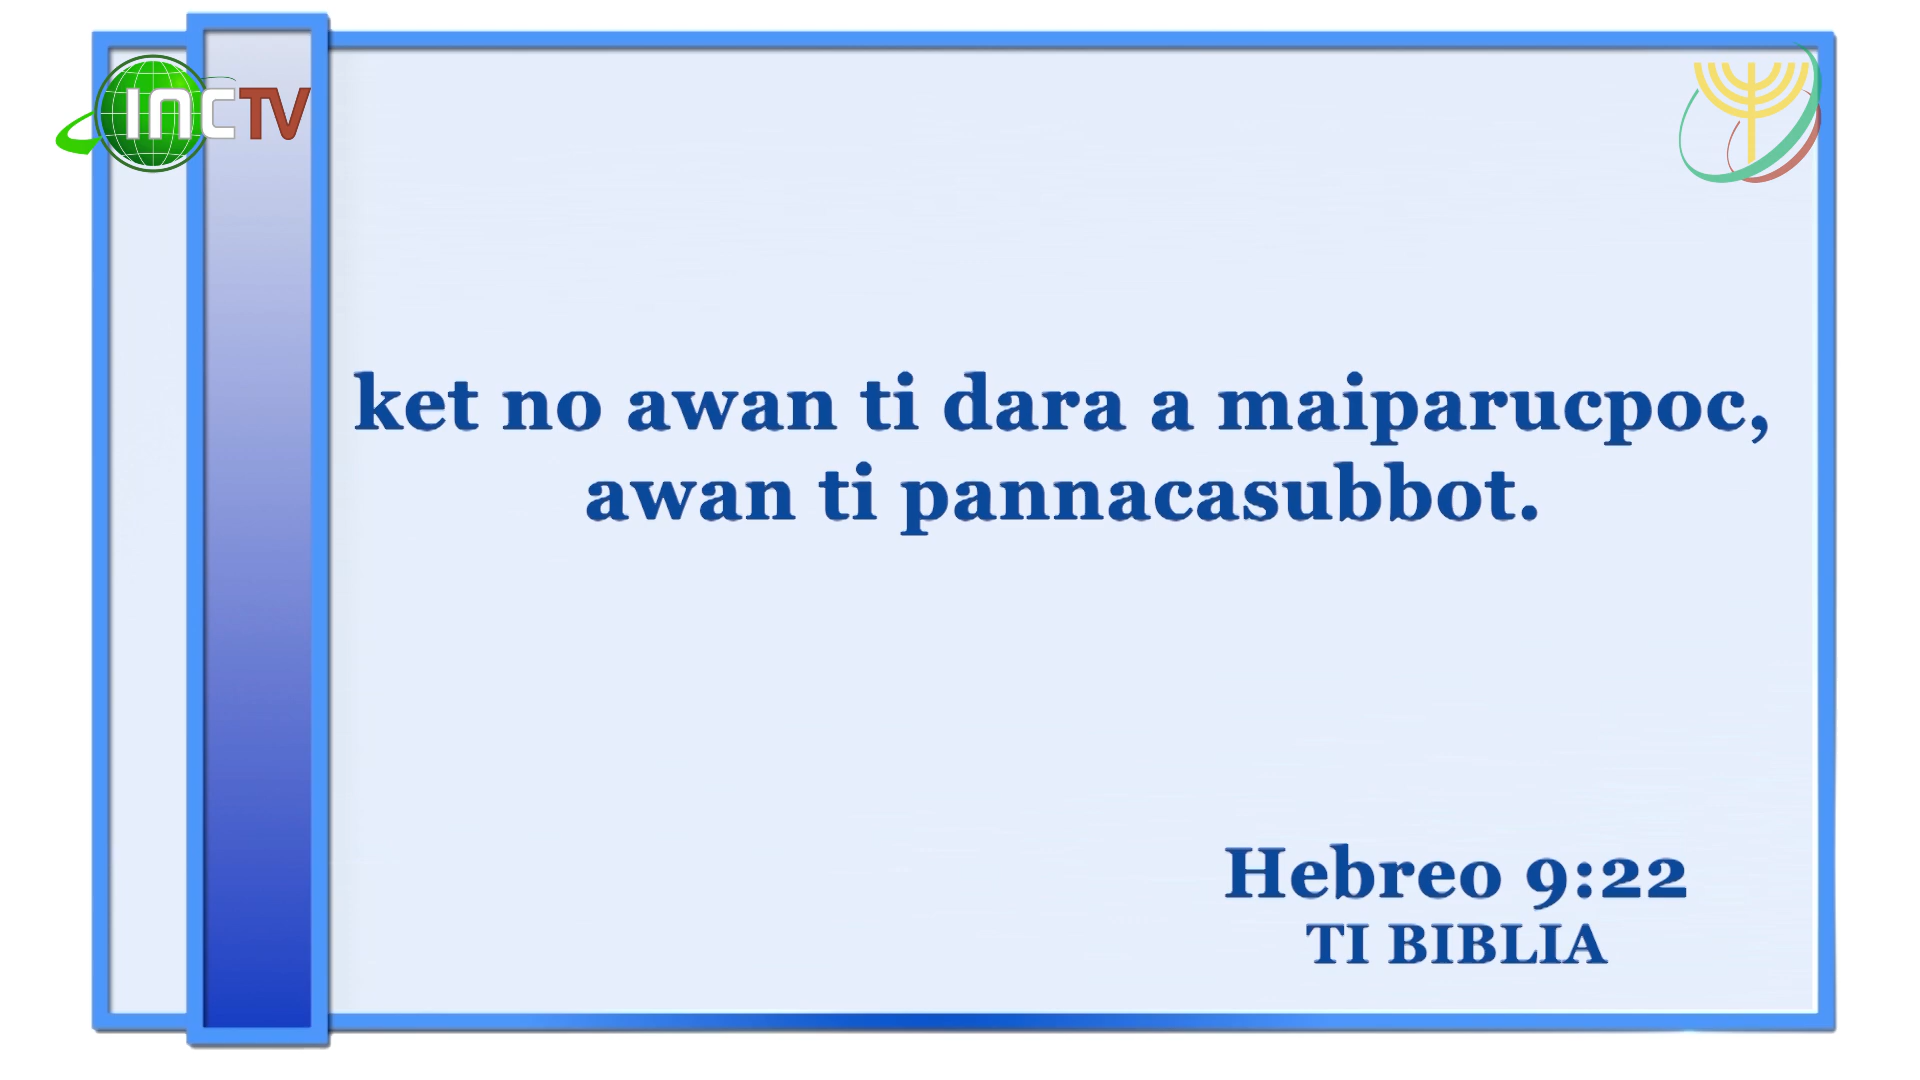 INCTV
ket no awan ti dara a maiparucpoc,
awan ti pannacasubbot.
Hebreo 9:22
TI BIBLIA